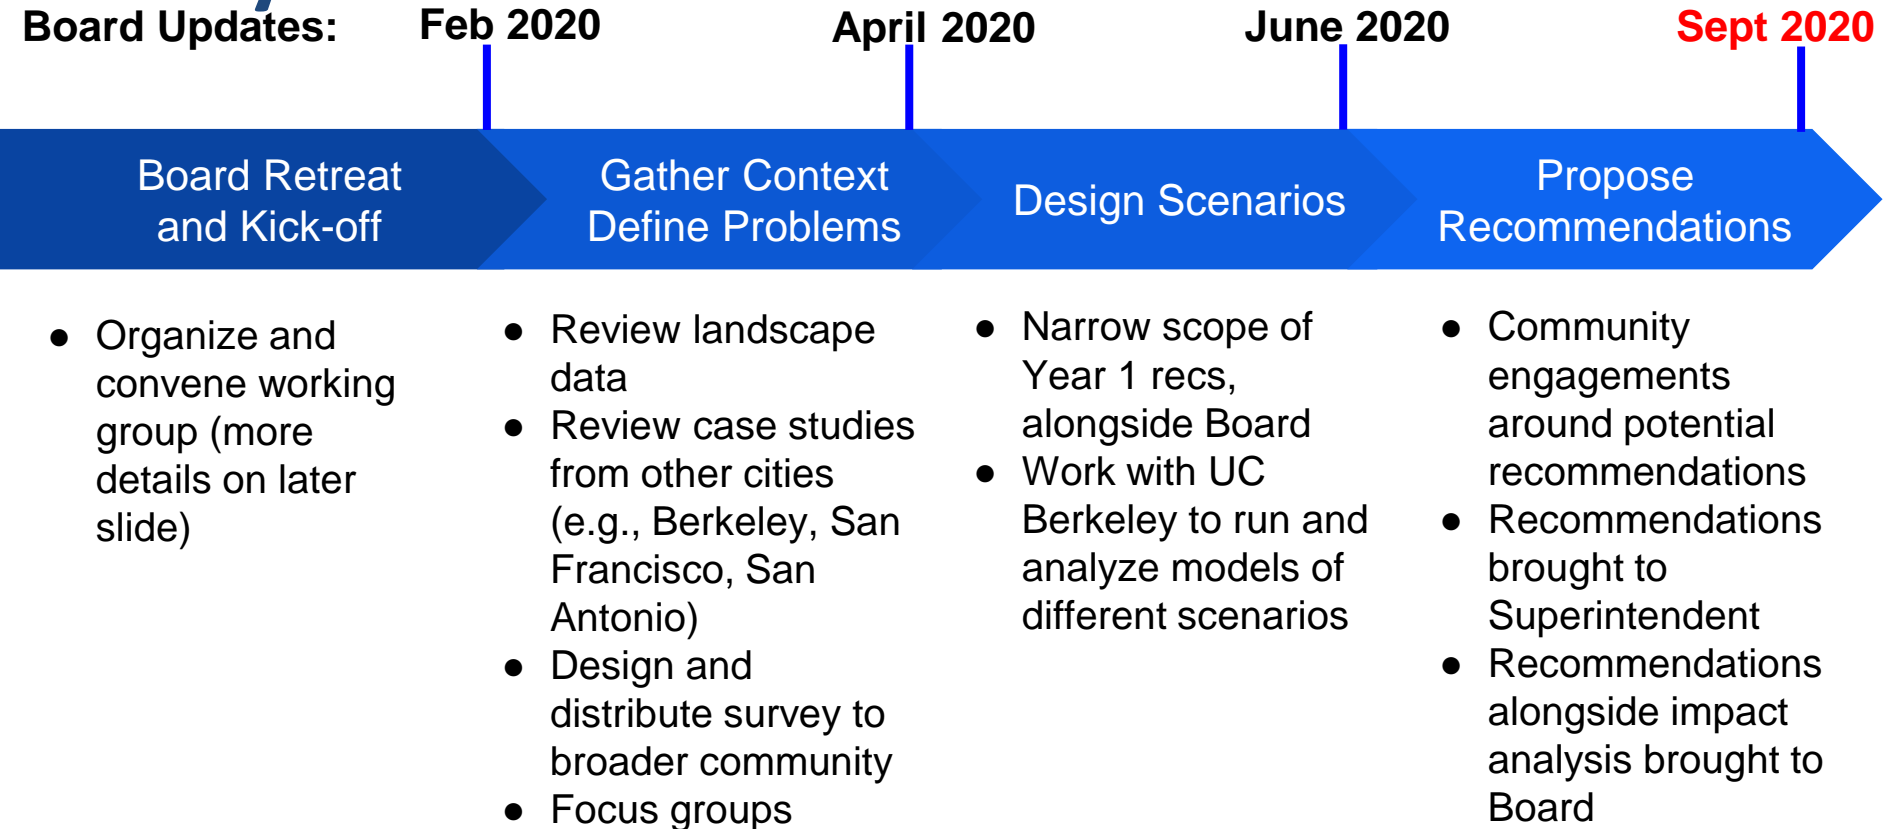 Board Updates:
Feb 2020
April 2020
June 2020
Sept 2020
Board Retreat
and Kick-off
Gather Context
Define Problems
Design Scenarios
Propose
Recommendations
● Organize and
convene working
group (more
details on later
slide)
● Review landscape
data
● Review case studies
from other cities
(e.g., Berkeley, San
Francisco, San
Antonio)
● Design and
distribute survey to
broader community
● Focus groups
● Narrow scope of
Year 1 recs,
alongside Board
● Work with UC
Berkeley to run and
analyze models of
different scenarios
● Community
engagements
around potential
recommendations
● Recommendations
brought to
Superintendent
● Recommendations
alongside impact
analysis brought to
Board